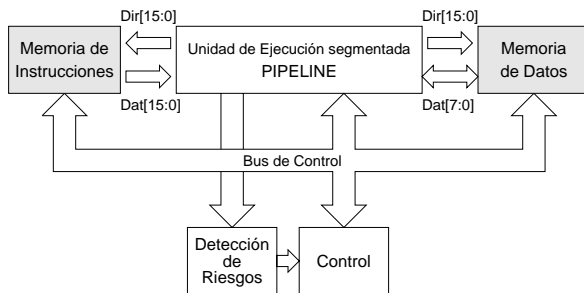 Dir[15:0]
Dir[15:0]
Memoria de
Instrucciones
Unidad de Ejecución segmentada
PIPELINE
Memoria
de Datos
Dat[15:0]
Dat[7:0]
Bus de Control
Detección
de
Riesgos
Control